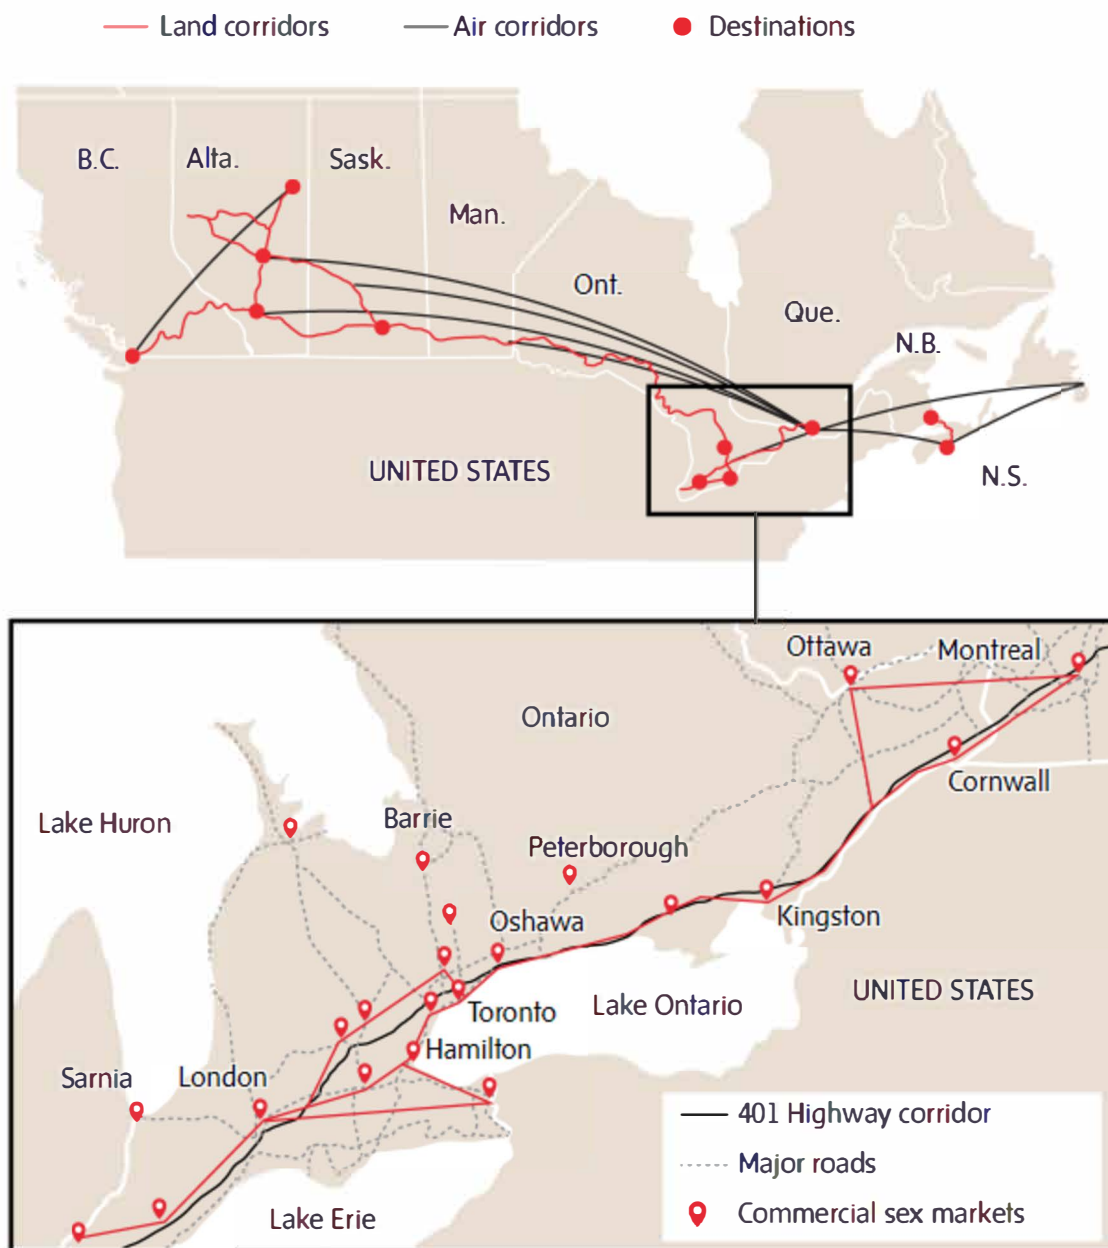 Land corridors
Air corridors
Destinations
B.C.
Alta.
Sask.
Man.
Ont.
Que.
N.B.
UNITED STATES
N.S.
Ottawa
Montreal
Ontario
Cornwall
Lake Huron
Barrie
Peterborough
Oshawa
Kingston
UNITED STATES
Lake Ontario
Toronto
Hamilton
Sarnia
London
401 Highway corridor
Major roads
Commercial sex markets
Lake Erie